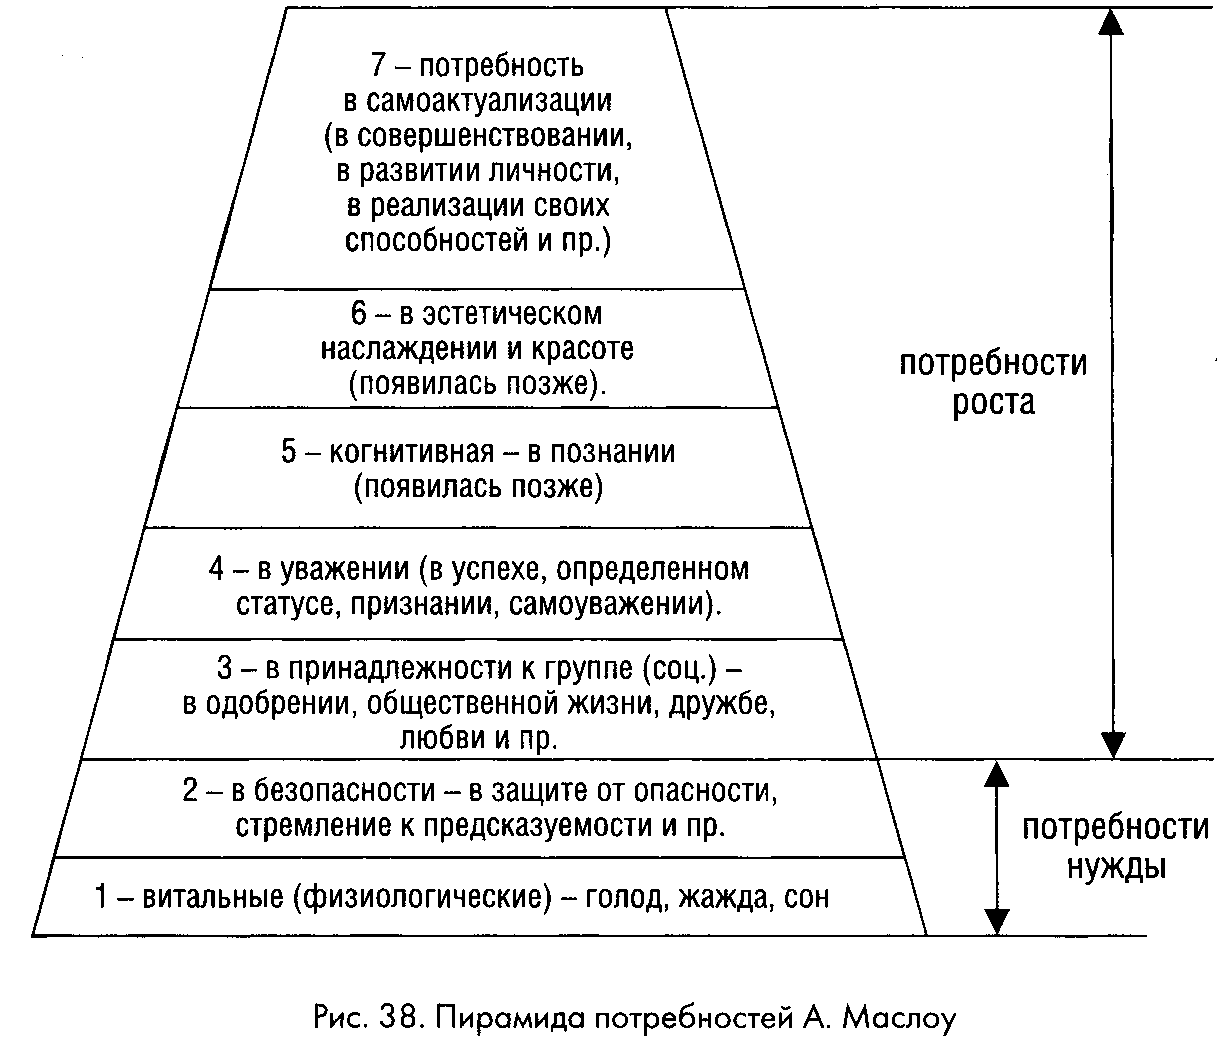 7 – потребность
в самоактуализации
(в совершенствовании,
в развитии личности,
в реализации своих
способностей и пр.)
6 – в эстетическом
наслаждении и красоте
(появилась позже).
5 – когнитивная – в познании
(появилась позже)
4 – в уважении (в успехе, определенном
статусе, признании, самоуважении).
3 – в принадлежности к группе (соц.) –
в одобрении, общественной жизни, дружбе,
любви и пр.
2 – в безопасности – в защите от опасности,
стремление к предсказуемости и пр.
1 – витальные (физиологические) – голод, жажда, сон
потребности
роста
потребности
нужды
Рис. 38. Пирамида потребностей А. Маслоу